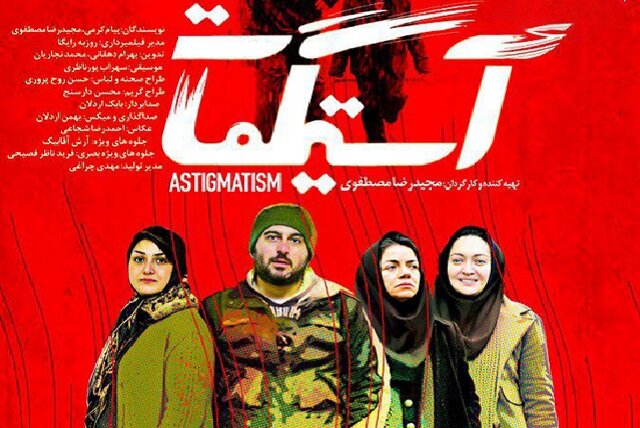 نویسندگان: پیام کرمی، مجیدرضا مصطفوی
مدیر فیلمبرداری: روزبه رایگا
تدوین: بهرام دهقانی، محمد نجاریان
موسیقی: سهراب پورناظری
طراح صحنه و لباس: حسن روح پروری
طراح گریم: محسن دارسنج
صدابردار: بابک اردلان
صداگذاری و میکس: بهمن اردلان
عکاس: احمدرضا شجاعی
جلوه های ویژه: آرش آقابیگ
جلوه های ویژه بصری: فرید ناظر فصیحی
مدیر تولید: مهدی چراغی
آستیگمات
ASTIGMATISM
تهیه کننده و کارگردان: مجیدرضا مصطفوی